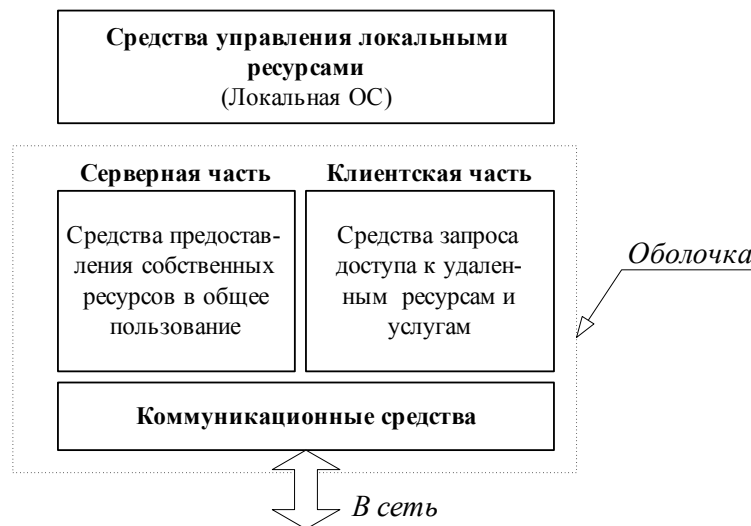 Средства управления локальными
ресурсами
(Локальная ОС)
Серверная часть
Клиентская часть
Средства предостав-
ления собственных
ресурсов в общее
пользование
Средства запроса
доступа к удален-
ным ресурсам и
услугам
Оболочка
Коммуникационные средства
В сеть